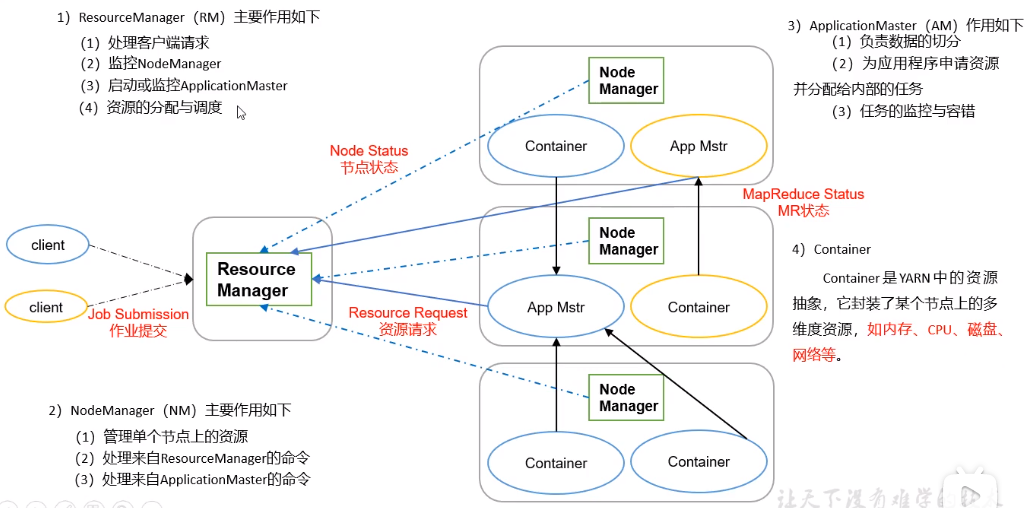 1）ResourceManager（RM）主要作用如下
（1）处理客户端请求
（2）监控NodeManager
（3）启动或监控ApplicationMaster
（4）资源的分配与调度
3）ApplicationMaster（AM）作用如下
（1）负责数据的切分
（2）为应用程序申请资源
并分配给内部的任务
（3）任务的监控与容错
Node
Manager
Container
App Mstr
Node Status
节点状态
MapReduce Status
MR状态
client
client
Job Submission
作业提交
Resource
Manager
Resource Request
资源请求
Node
Manager
App Mstr
Container
4）Container
Container是YARN中的资源
抽象，它封装了某个节点上的多
维度资源，如内存、CPU、磁盘、
网络等。
Node
Manager
Container
Container
2）NodeManager（NM）主要作用如下
（1）管理单个节点上的资源
（2）处理来自ResourceManager的命令
（3）处理来自ApplicationMaster的命令
让天下没有难学的